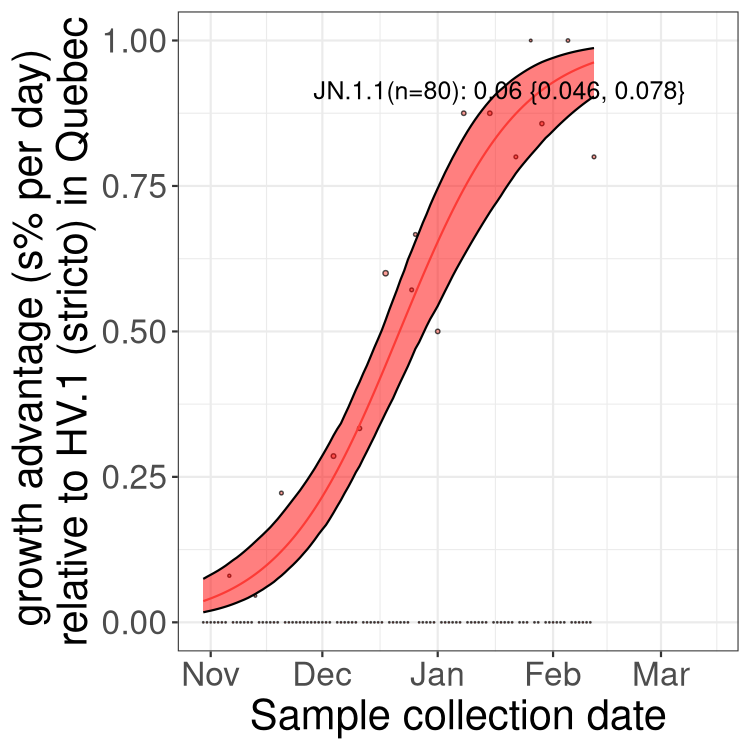 growth advantage (s% per day)
relative to HV.1 (stricto) in Quebec
1.00
0.75
0.50
0.25
0.00
JN.1.1(n=80): 0.06 {0.046, 0.078}
Nov Dec Jan Feb Mar
Sample collection date